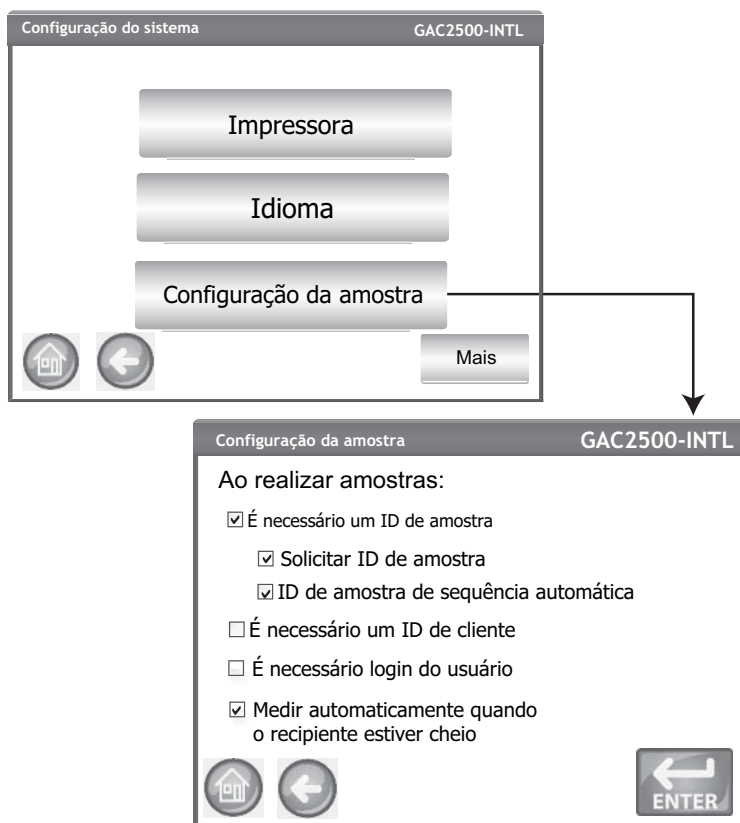 Configuração do sistema GAC2500-INTL
Impressora
Idioma
Configuração da amostra
Mais
Configuração da amostra GAC2500-INTL
Ao realizar amostras:
É necessário um ID de amostra
Solicitar ID de amostra
ID de amostra de sequência automática
É necessário um ID de cliente
É necessário login do usuário
Medir automaticamente quando
o recipiente estiver cheio
ENTER